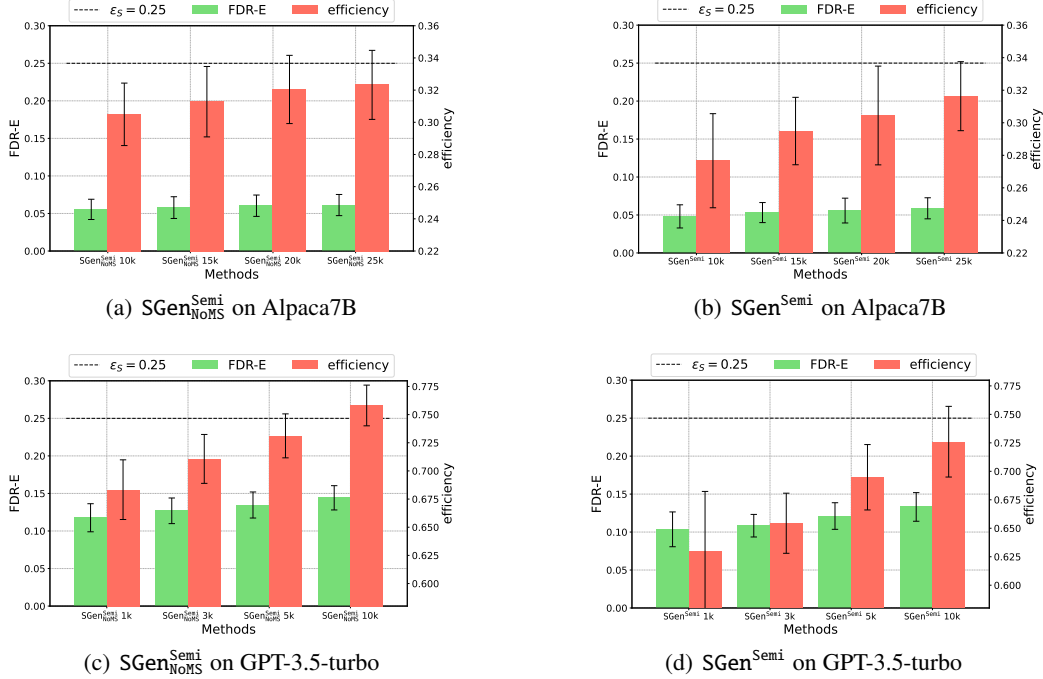 ε_S = 0.25 FDR-E efficiency
0.30 0.25 0.20 0.15 0.10 0.05 0.00
FDR-E
0.36 0.34 0.32 0.30 0.28 0.26 0.24 0.22
efficiency
SGen^Semi_NoMS 10k SGen^Semi_NoMS 15k SGen^Semi_NoMS 20k SGen^Semi_NoMS 25k
Methods
(a) SGen^Semi_NoMS on Alpaca7B
ε_S = 0.25 FDR-E efficiency
0.30 0.25 0.20 0.15 0.10 0.05 0.00
FDR-E
0.36 0.34 0.32 0.30 0.28 0.26 0.24 0.22
efficiency
SGen^Semi 10k SGen^Semi 15k SGen^Semi 20k SGen^Semi 25k
Methods
(b) SGen^Semi on Alpaca7B
ε_S = 0.25 FDR-E efficiency
0.30 0.25 0.20 0.15 0.10 0.05 0.00
FDR-E
0.775 0.750 0.725 0.700 0.675 0.650 0.625 0.600
efficiency
SGen^Semi_NoMS 1k SGen^Semi_NoMS 3k SGen^Semi_NoMS 5k SGen^Semi_NoMS 10k
Methods
(c) SGen^Semi_NoMS on GPT-3.5-turbo
ε_S = 0.25 FDR-E efficiency
0.30 0.25 0.20 0.15 0.10 0.05 0.00
FDR-E
0.775 0.750 0.725 0.700 0.675 0.650 0.625 0.600
efficiency
SGen^Semi 1k SGen^Semi 3k SGen^Semi 5k SGen^Semi 10k
Methods
(d) SGen^Semi on GPT-3.5-turbo